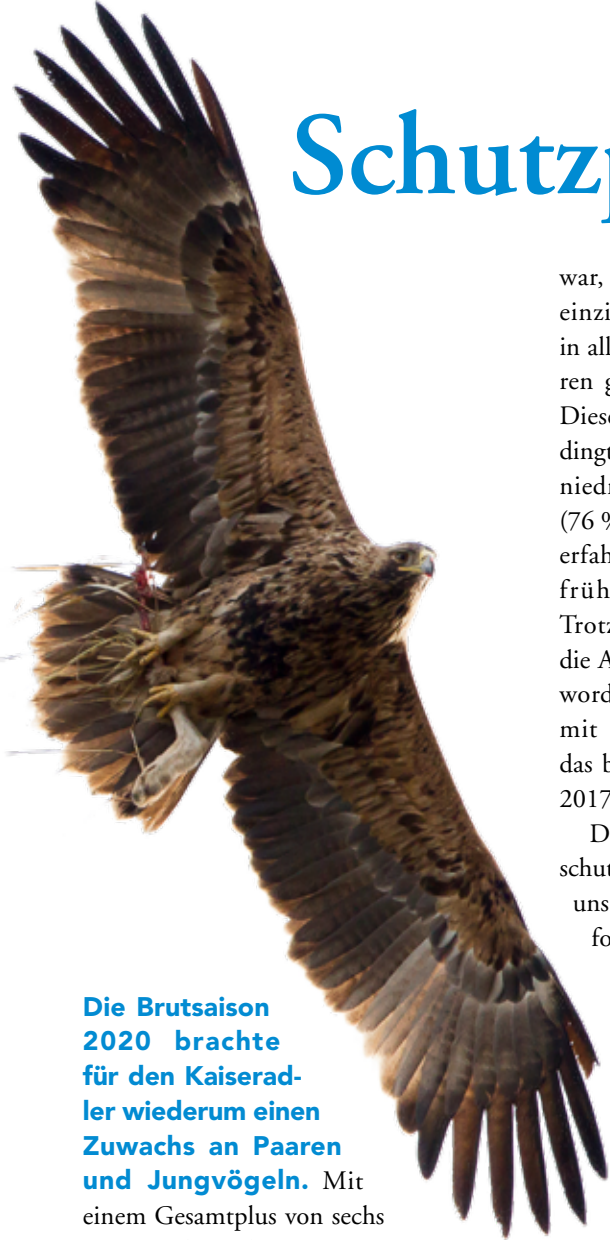 Schutz
Die Brutsaison
2020 brachte
für den Kaiserad-
ler wiederum einen
Zuwachs an Paaren
und Jungvögeln. Mit
einem Gesamtplus von sechs
war,
einzi
in all
ren g
Diese
dingt
niedr
(76 %
erfah
früh
Trotz
die A
word
mit
das b
2017
D
schut
uns
fo